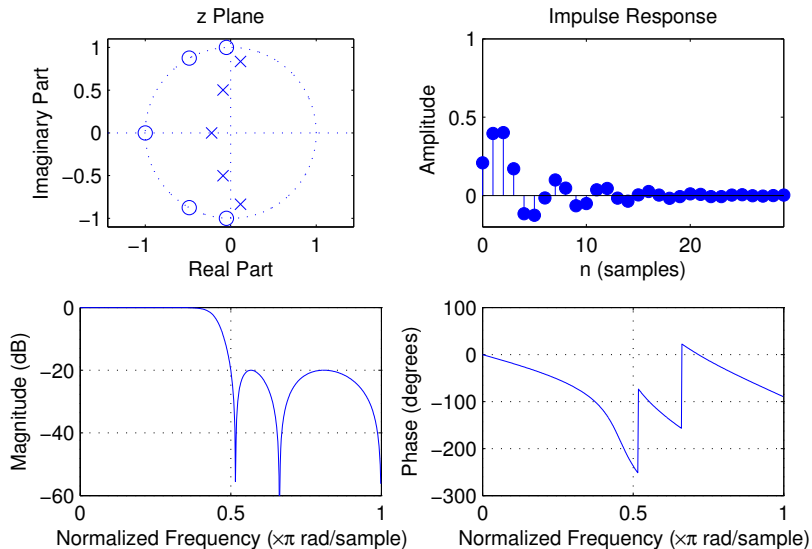 z Plane
1
0.5
0
−0.5
−1
−1
0
1
Imaginary Part
Real Part
Impulse Response
1
0.5
0
0
10
20
Amplitude
n (samples)
0
−20
−40
−60
0
0.5
1
Magnitude (dB)
Normalized Frequency (×π rad/sample)
100
0
−100
−200
−300
0
0.5
1
Phase (degrees)
Normalized Frequency (×π rad/sample)